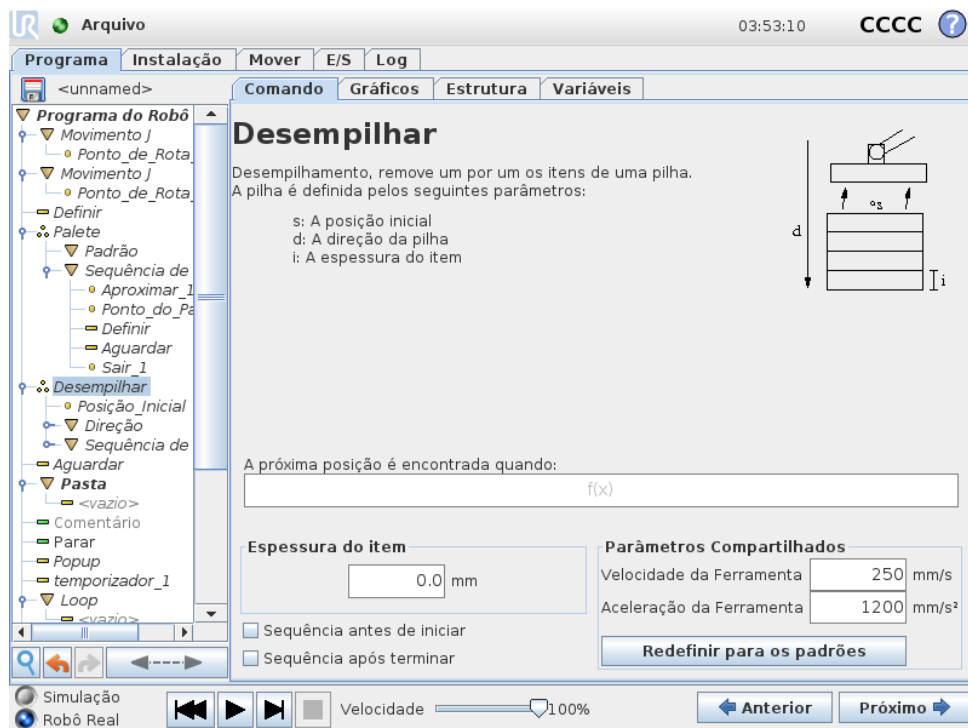 UR Arquivo 03:53:10 CCCC ?
Programa Instalação Mover E/S Log
<unnamed> Comando Gráficos Estrutura Variáveis
Programa do Robô
Movimento J
Ponto_de_Rota_
Movimento J
Ponto_de_Rota_
Definir
Palete
Padrão
Sequência de
Aproximar_1
Ponto_do_Pa
Definir
Aguardar
Sair_1
Desempilhar
Posição_Inicial
Direção
Sequência de
Aguardar
Pasta
<vazio>
Comentário
Parar
Popup
temporizador_1
Loop
<vazio>
Desempilhar
Desempilhamento, remove um por um os itens de uma pilha.
A pilha é definida pelos seguintes parâmetros:
s: A posição inicial
d: A direção da pilha
i: A espessura do item
s
d
i
A próxima posição é encontrada quando:
f(x)
Espessura do item
0.0 mm
Sequência antes de iniciar
Sequência após terminar
Parâmetros Compartilhados
Velocidade da Ferramenta 250 mm/s
Aceleração da Ferramenta 1200 mm/s²
Redefinir para os padrões
Simulação
Robô Real
Velocidade 100%
Anterior Próximo